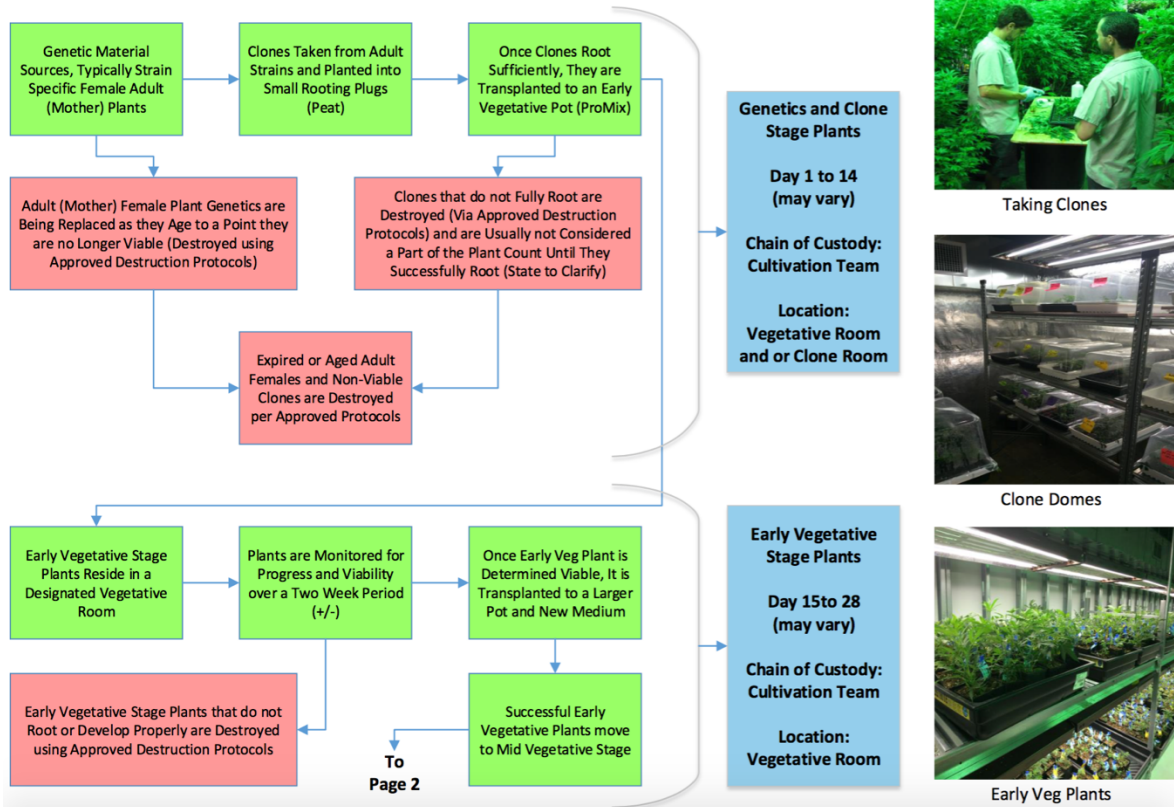 Genetic Material
Sources, Typically Strain
Specific Female Adult
(Mother) Plants
Clones Taken from Adult
Strains and Planted into
Small Rooting Plugs
(Peat)
Once Clones Root
Sufficiently, They are
Transplanted to an Early
Vegetative Pot (ProMix)
Adult (Mother) Female Plant Genetics are
Being Replaced as they Age to a Point they
are no Longer Viable (Destroyed using
Approved Destruction Protocols)
Clones that do not Fully Root are
Destroyed (Via Approved Destruction
Protocols) and are Usually not Considered
a Part of the Plant Count Until They
Successfully Root (State to Clarify)
Expired or Aged Adult
Females and Non-Viable
Clones are Destroyed
per Approved Protocols
Genetics and Clone
Stage Plants
Day 1 to 14
(may vary)
Chain of Custody:
Cultivation Team
Location:
Vegetative Room
and or Clone Room
Taking Clones
Clone Domes
Early Vegetative Stage
Plants Reside in a
Designated Vegetative
Room
Plants are Monitored for
Progress and Viability
over a Two Week Period
(+/-)
Once Early Veg Plant is
Determined Viable, It is
Transplanted to a Larger
Pot and New Medium
Early Vegetative Stage Plants that do not
Root or Develop Properly are Destroyed
using Approved Destruction Protocols
Successful Early
Vegetative Plants move
to Mid Vegetative Stage
To
Page 2
Early Vegetative
Stage Plants
Day 15to 28
(may vary)
Chain of Custody:
Cultivation Team
Location:
Vegetative Room
Early Veg Plants